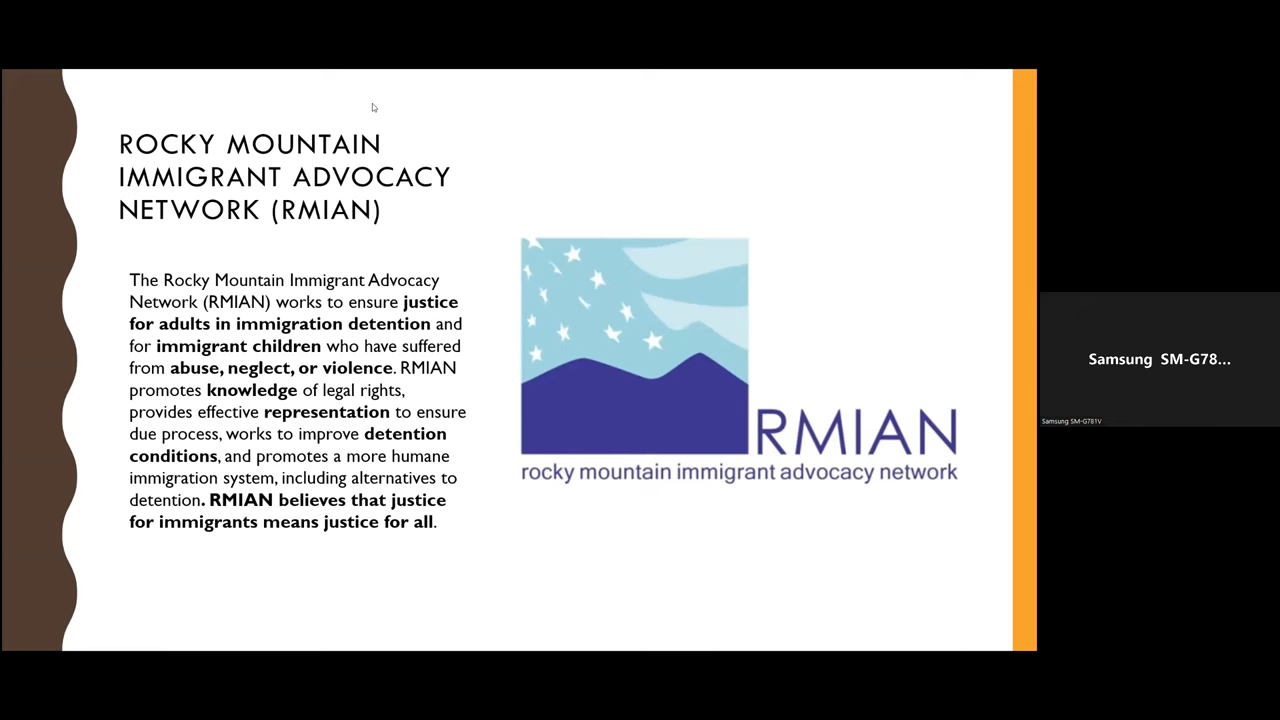 ROCKY MOUNTAIN
IMMIGRANT ADVOCACY
NETWORK (RMIAN)
The Rocky Mountain Immigrant Advocacy
Network (RMIAN) works to ensure justice
for adults in immigration detention and
for immigrant children who have suffered
from abuse, neglect, or violence. RMIAN
promotes knowledge of legal rights,
provides effective representation to ensure
due process, works to improve detention
conditions, and promotes a more humane
immigration system, including alternatives to
detention. RMIAN believes that justice
for immigrants means justice for all.
RMIAN
rocky mountain immigrant advocacy network
Samsung SM-G78...
Samsung SM-G781V